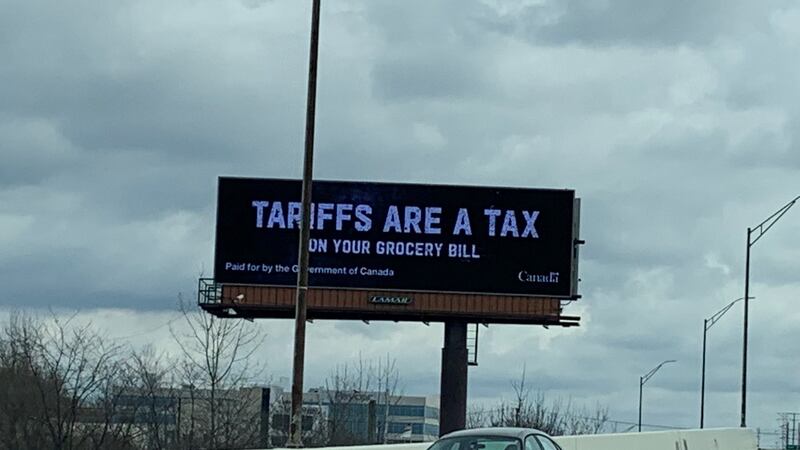 TARIFFS ARE A TAX
ON YOUR GROCERY BILL
Paid for by the Government of Canada
Canada
LAMAR